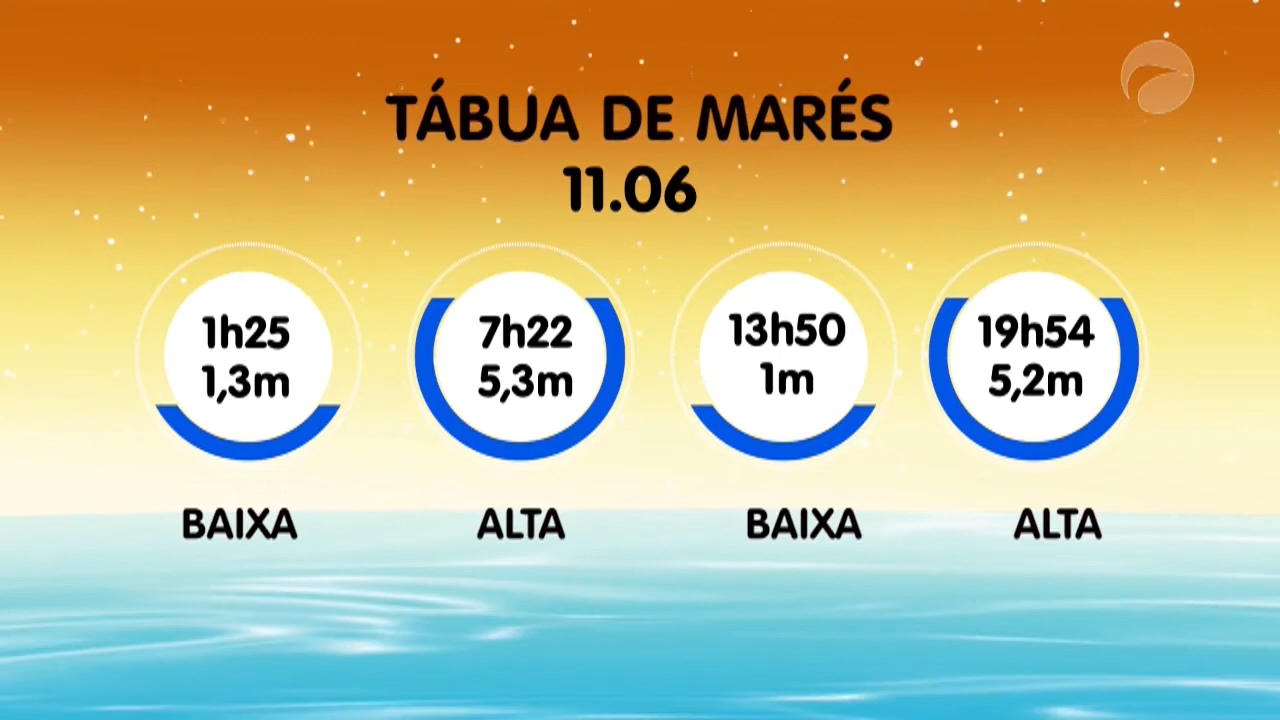 TÁBUA DE MARÉS
11.06
1h25
1,3m
BAIXA
7h22
5,3m
ALTA
13h50
1m
BAIXA
19h54
5,2m
ALTA